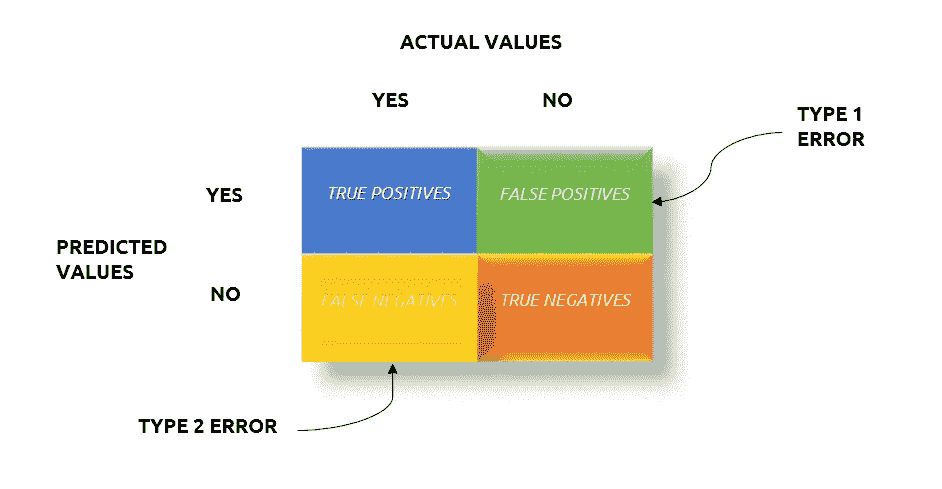 ACTUAL VALUES
YES
NO
TYPE 1
ERROR
YES
TRUE POSITIVES
FALSE POSITIVES
PREDICTED
VALUES
NO
FALSE NEGATIVES
TRUE NEGATIVES
TYPE 2 ERROR